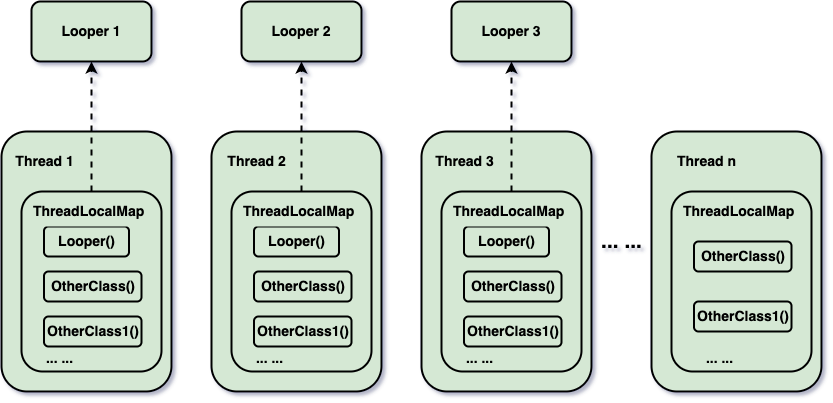 Looper 1
Looper 2
Looper 3
Thread 1
ThreadLocalMap
Looper()
OtherClass()
OtherClass1()
... ...
Thread 2
ThreadLocalMap
Looper()
OtherClass()
OtherClass1()
... ...
Thread 3
ThreadLocalMap
Looper()
OtherClass()
OtherClass1()
... ...
... ...
Thread n
ThreadLocalMap
OtherClass()
OtherClass1()
... ...